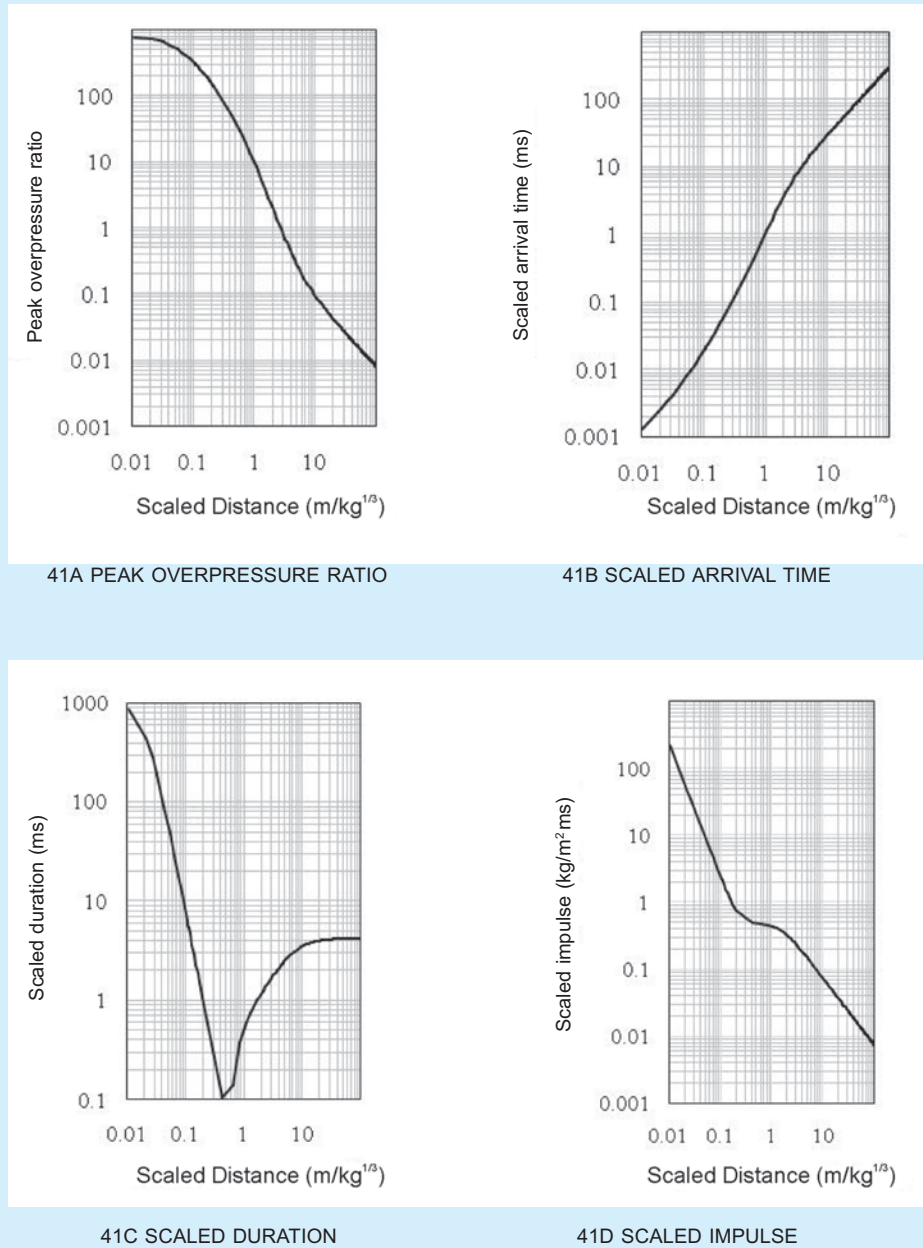 Peak overpressure ratio
100
10
1
0.1
0.01
0.001
0.01 0.1 1 10
Scaled Distance (m/kg1/3)
41A PEAK OVERPRESSURE RATIO
Scaled arrival time (ms)
100
10
1
0.1
0.01
0.001
0.01 0.1 1 10
Scaled Distance (m/kg1/3)
41B SCALED ARRIVAL TIME
Scaled duration (ms)
1000
100
10
1
0.1
0.01 0.1 1 10
Scaled Distance (m/kg1/3)
41C SCALED DURATION
Scaled impulse (kg/m2 ms)
100
10
1
0.1
0.01
0.001
0.01 0.1 1 10
Scaled Distance (m/kg1/3)
41D SCALED IMPULSE